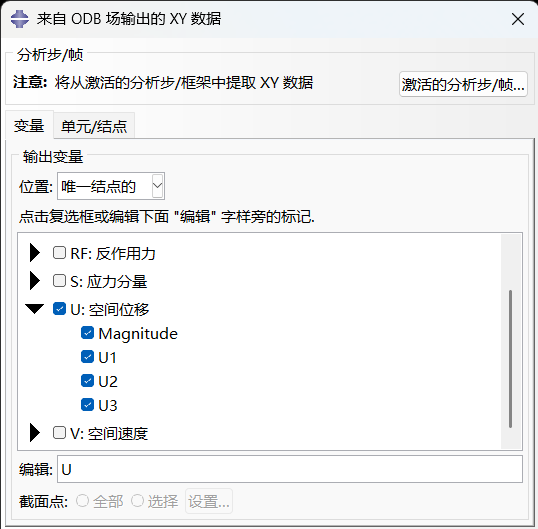 来自 ODB 场输出的 XY 数据
分析步/帧
注意: 将从激活的分析步/框架中提取 XY 数据
激活的分析步/帧...
变量 单元/结点
输出变量
位置: 唯一结点的
点击复选框或编辑下面 "编辑" 字样旁的标记.
RF: 反作用力
S: 应力分量
U: 空间位移
Magnitude
U1
U2
U3
V: 空间速度
编辑: U
截面点: 全部 选择 设置...